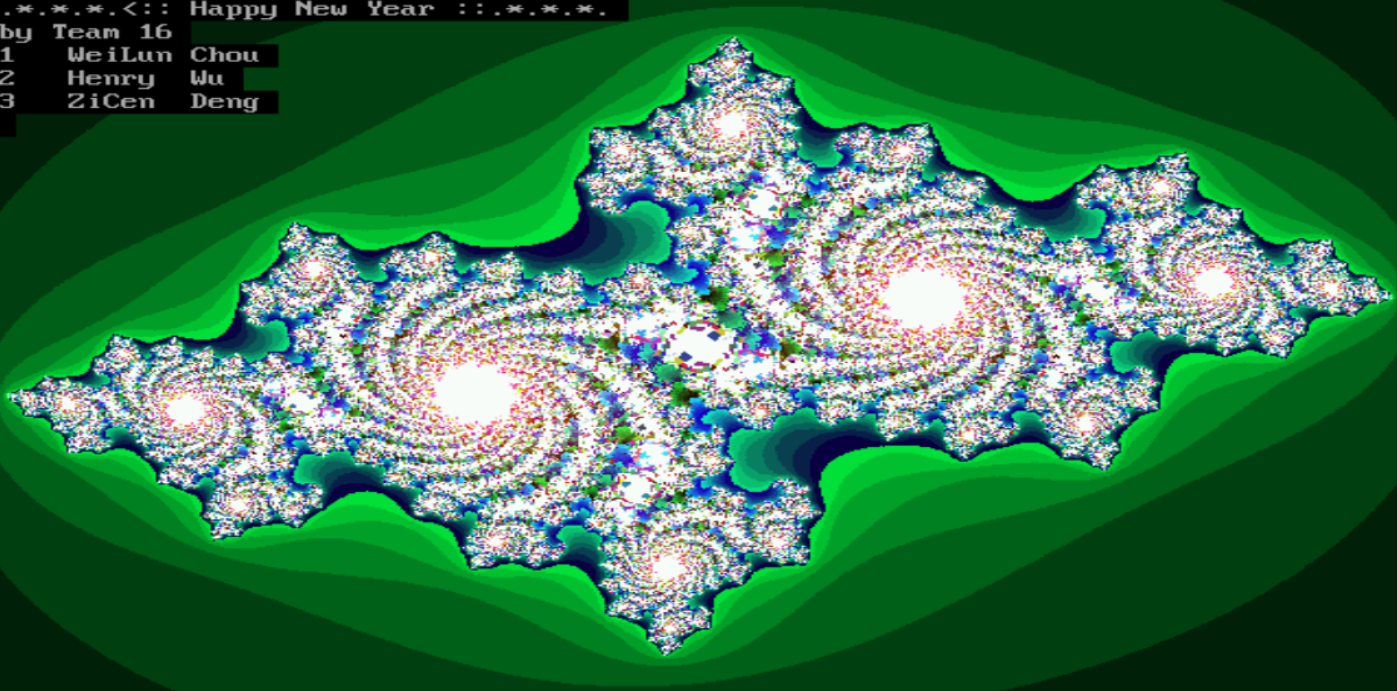 .*.*.*.<:: Happy New Year ::.*.*.*.
by Team 16
1 WeiLun Chou
2 Henry Wu
3 ZiCen Deng